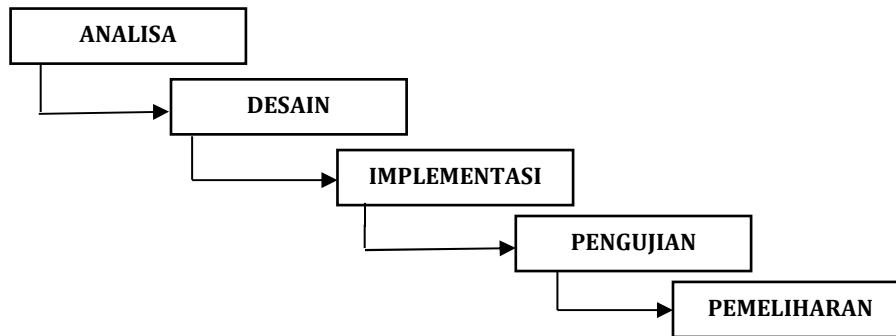 ANALISA
DESAIN
IMPLEMENTASI
PENGUJIAN
PEMELIHARAN